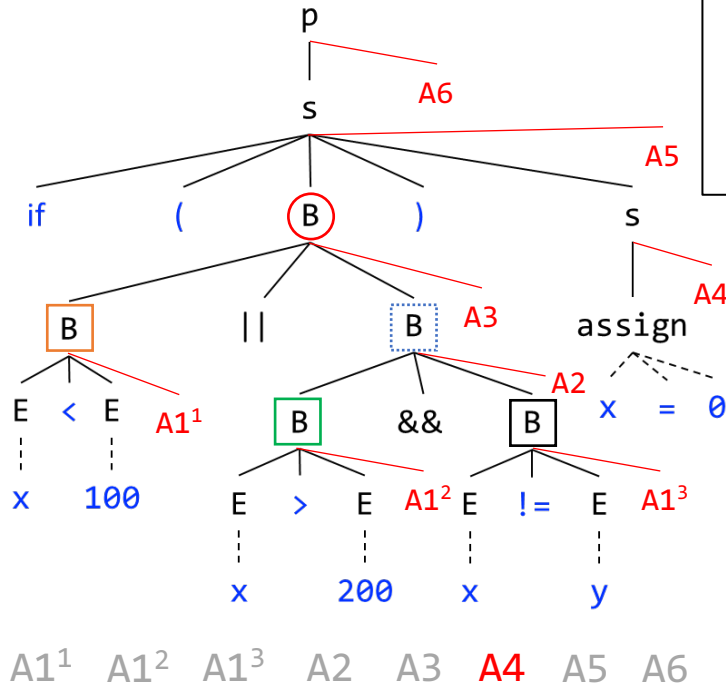 p
A6
s
A5
if ( B ) s
A4
B || B A3 assign
A2
E < E A1¹ B && B x = 0
x 100 E > E A1² E != E A1³
x 200 x y
A1¹ A1² A1³ A2 A3 A4 A5 A6